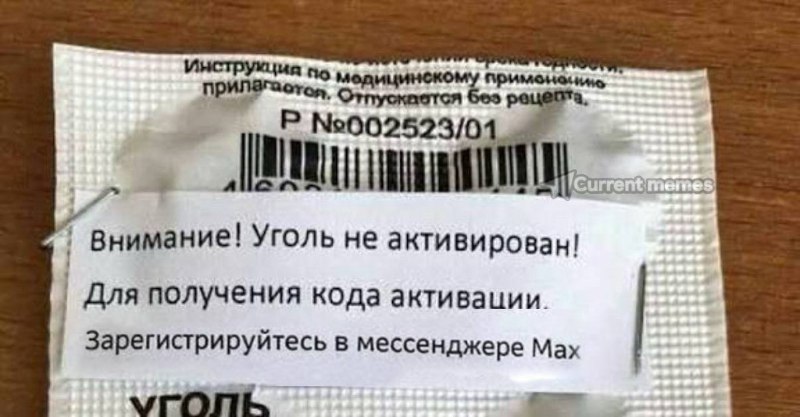 Инструкция по медицинскому применению
прилагается. Отпускается без рецепта.
Р №002523/01
Current memes
Внимание! Уголь не активирован!
Для получения кода активации.
Зарегистрируйтесь в мессенджере Max
УГОЛЬ